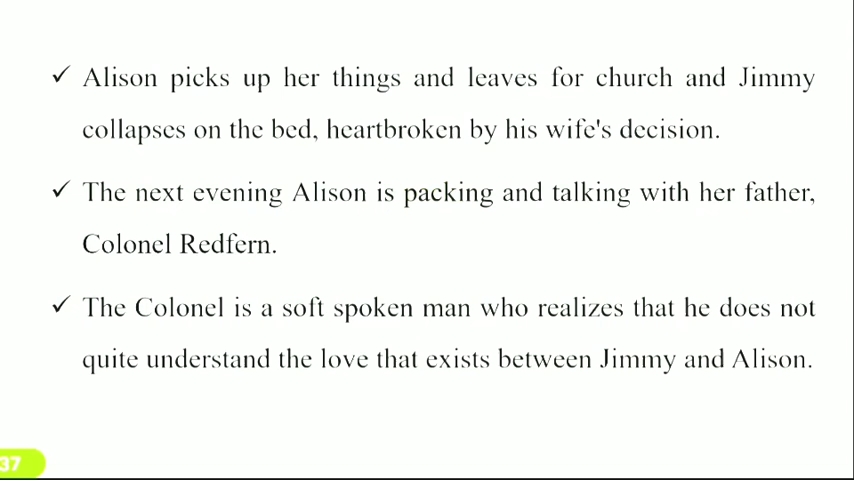 ✓ Alison picks up her things and leaves for church and Jimmy
collapses on the bed, heartbroken by his wife's decision.
✓ The next evening Alison is packing and talking with her father,
Colonel Redfern.
✓ The Colonel is a soft spoken man who realizes that he does not
quite understand the love that exists between Jimmy and Alison.
37